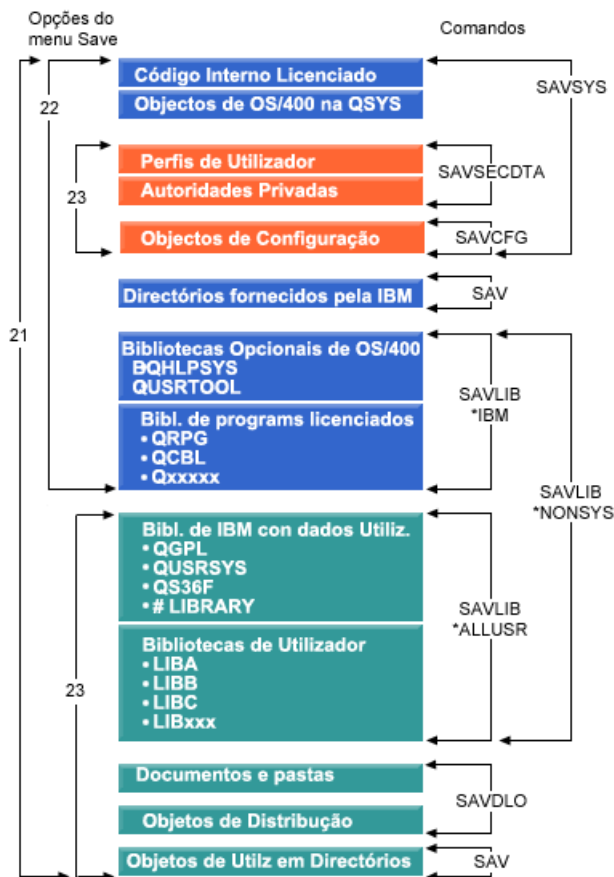 Opções do
menu Save
Comandos
Código Interno Licenciado
Objectos de OS/400 na QSYS
SAVSYS
22
Perfis de Utilizador
Autoridades Privadas
SAVSECDTA
23
Objectos de Configuração
SAVCFG
Directórios fornecidos pela IBM
SAV
21
Bibliotecas Opcionais de OS/400
QHLPSYS
QUSRTOOL
Bibl. de programs licenciados
• QRPG
• QCBL
• Qxxxxx
SAVLIB
*IBM
SAVLIB
*NONSYS
Bibl. de IBM con dados Utiliz.
• QGPL
• QUSRSYS
• QS36F
• # LIBRARY
SAVLIB
*ALLUSR
Bibliotecas de Utilizador
• LIBA
• LIBB
• LIBC
• LIBxxx
23
Documentos e pastas
Objetos de Distribução
SAVDLO
Objetos de Utilz em Directórios
SAV